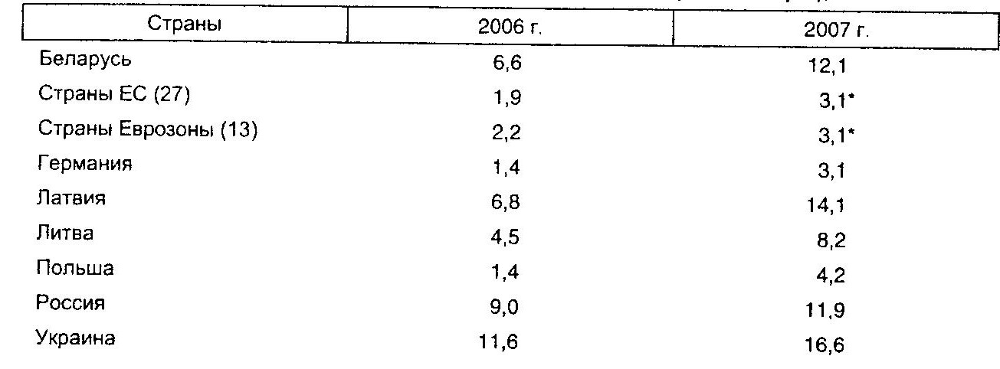 Страны 2006 г. 2007 г.
Беларусь 6,6 12,1
Страны ЕС (27) 1,9 3,1*
Страны Еврозоны (13) 2,2 3,1*
Германия 1,4 3,1
Латвия 6,8 14,1
Литва 4,5 8,2
Польша 1,4 4,2
Россия 9,0 11,9
Украина 11,6 16,6